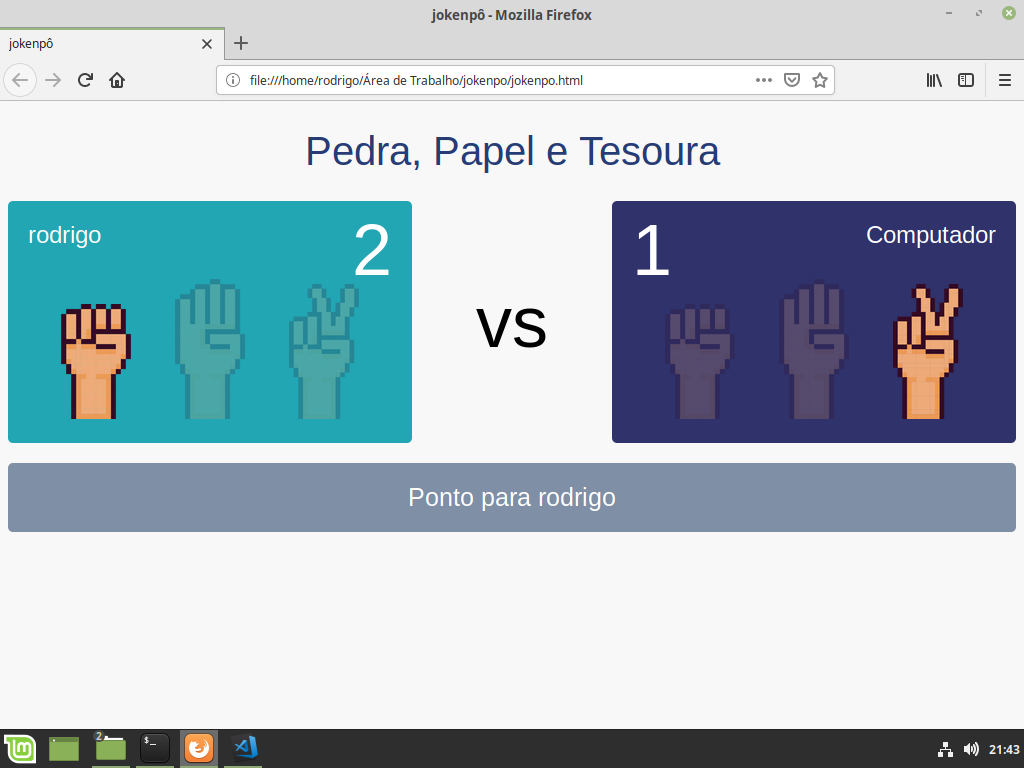 jokenpô - Mozilla Firefox
jokenpô
file:///home/rodrigo/Área de Trabalho/jokenpo/jokenpo.html
Pedra, Papel e Tesoura
rodrigo
2
1
Computador
vs
Ponto para rodrigo
2
$_
21:43